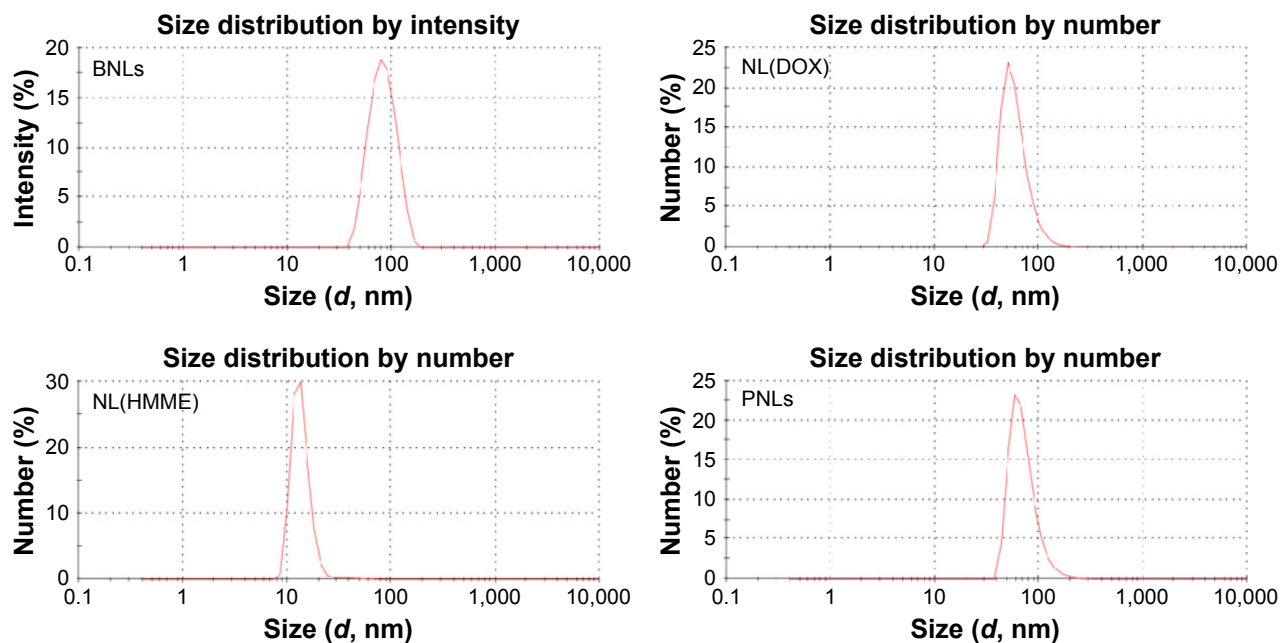 Size distribution by intensity
20
15
10
5
0
Intensity (%)
BNLs
0.1 1 10 100 1,000 10,000
Size (d, nm)
Size distribution by number
25
20
15
10
5
0
Number (%)
NL(DOX)
0.1 1 10 100 1,000 10,000
Size (d, nm)
Size distribution by number
30
20
10
0
Number (%)
NL(HMME)
0.1 1 10 100 1,000 10,000
Size (d, nm)
Size distribution by number
25
20
15
10
5
0
Number (%)
PNLs
0.1 1 10 100 1,000 10,000
Size (d, nm)